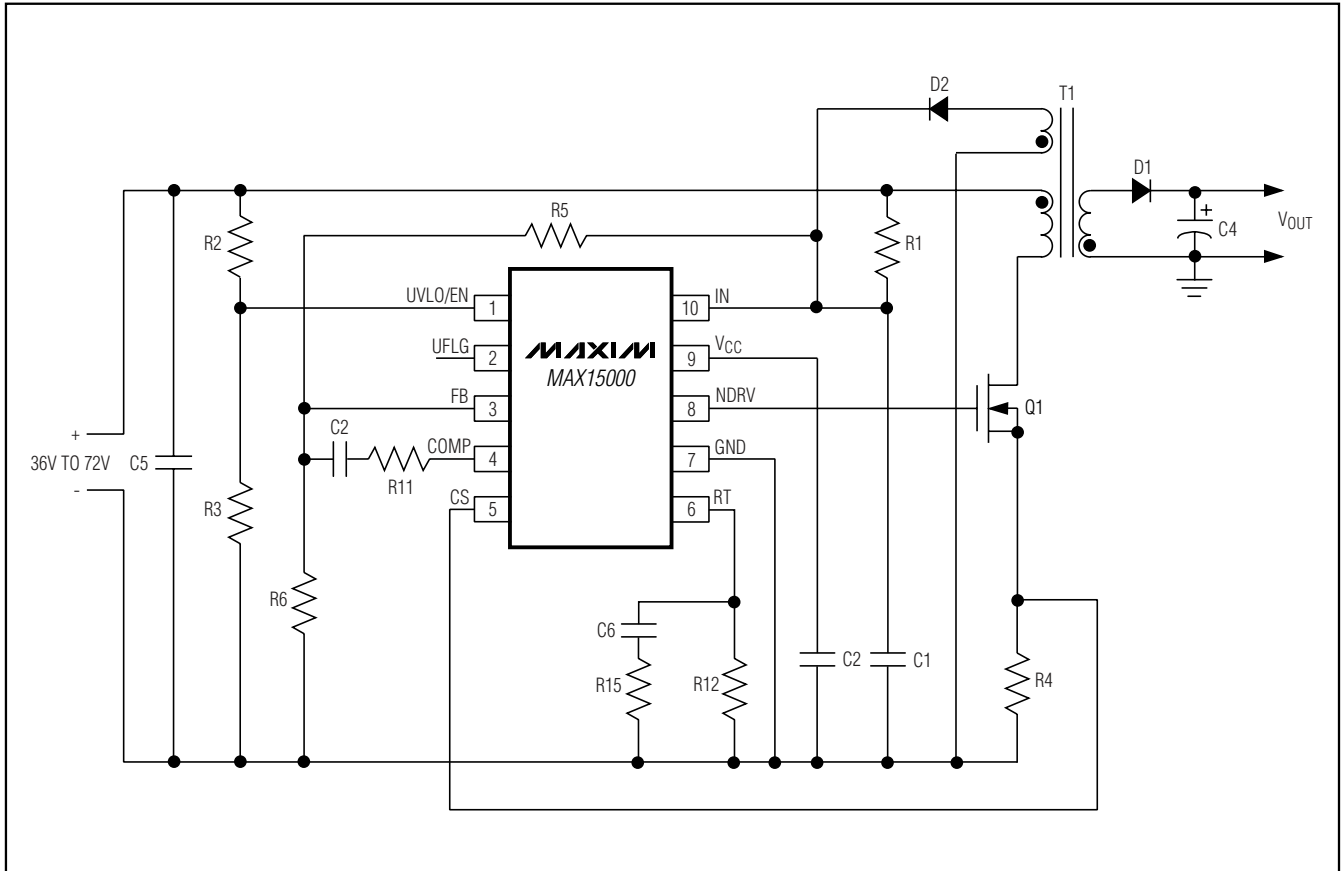 D2
T1
D1
R5
R2
R1
+
C4
VOUT
UVLO/EN
1
10
IN
UFLG
2
MAXIM
9
VCC
MAX15000
FB
3
8
NDRV
Q1
C2
COMP
4
7
GND
+
36V TO 72V
C5
-
R11
CS
5
6
RT
R3
R6
C6
C2
C1
R15
R12
R4